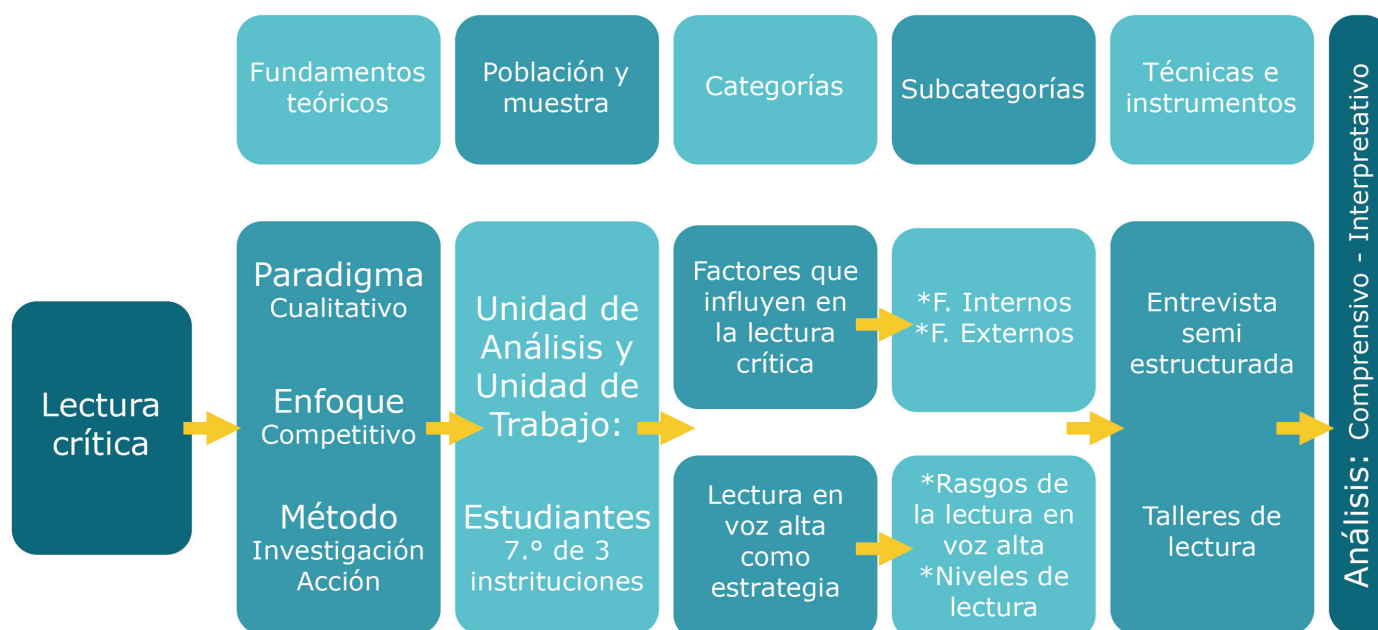 Fundamentos
teóricos
Población y
muestra
Categorías
Subcategorías
Técnicas e
instrumentos
Lectura
crítica
Paradigma
Cualitativo
Enfoque
Competitivo
Método
Investigación
Acción
Unidad de
Análisis y
Unidad de
Trabajo:
Estudiantes
7.° de 3
instrituciones
Factores que
influyen en
la lectura
crítica
*F. Internos
*F. Externos
Lectura en
voz alta
como
estrategia
*Rasgos de
la lectura en
voz alta
*Niveles de
lectura
Entrevista
semi
estructurada
Talleres de
lectura
Análisis: Comprensivo - Interpretativo